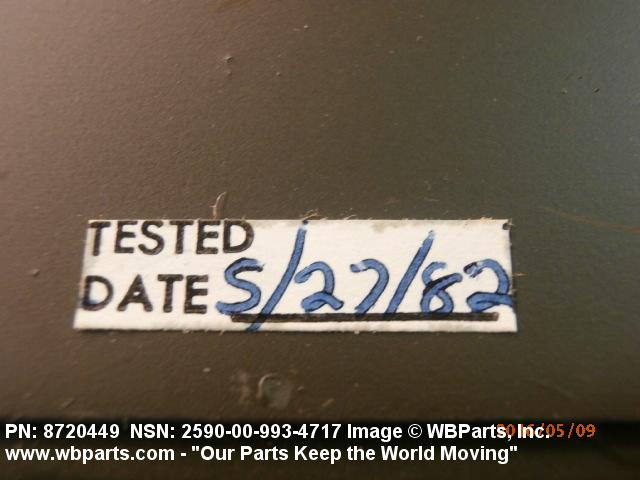 TESTED
DATE 5/27/82
PN: 8720449 NSN: 2590-00-993-4717 Image © WBParts, Inc.
2016/05/09
www.wbparts.com - "Our Parts Keep the World Moving"